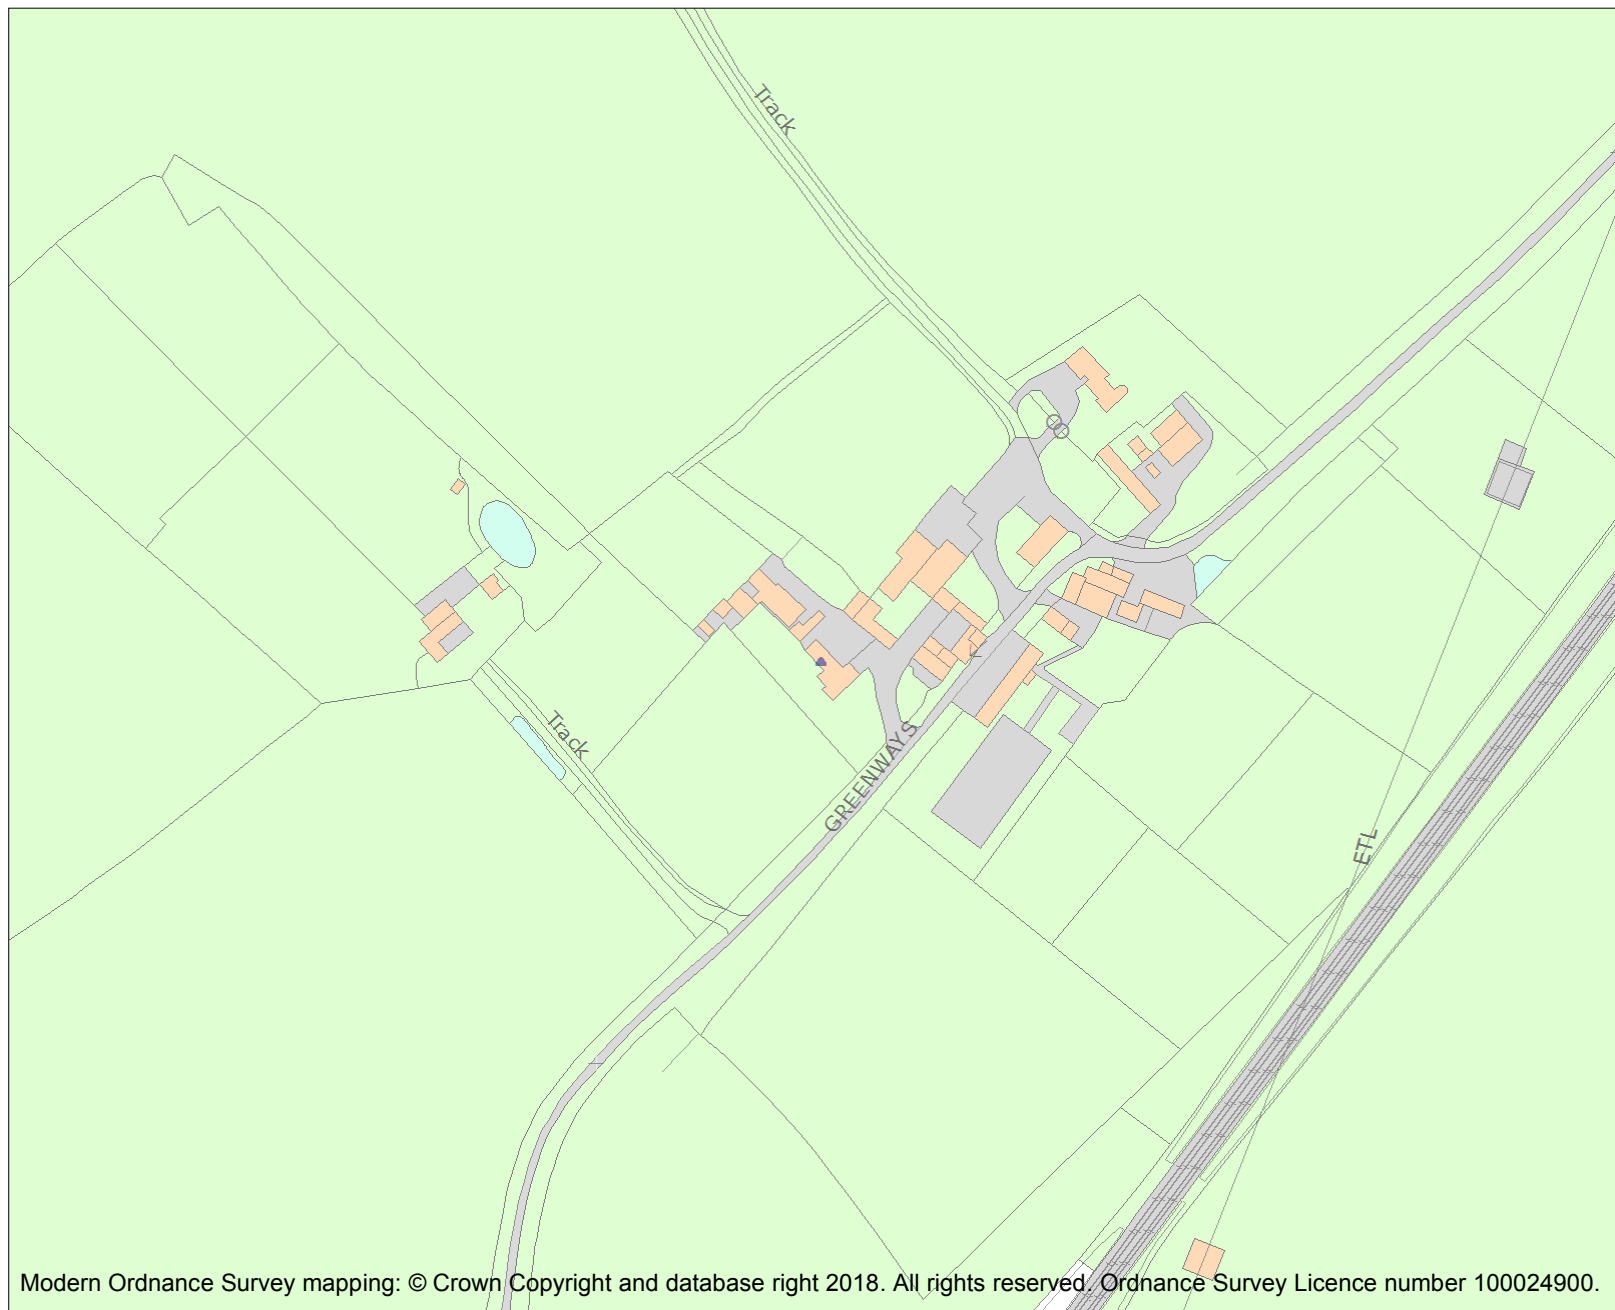 Track
Track
GREENWAYS
ETL
Modern Ordnance Survey mapping: © Crown Copyright and database right 2018. All rights reserved. Ordnance Survey Licence number 100024900.